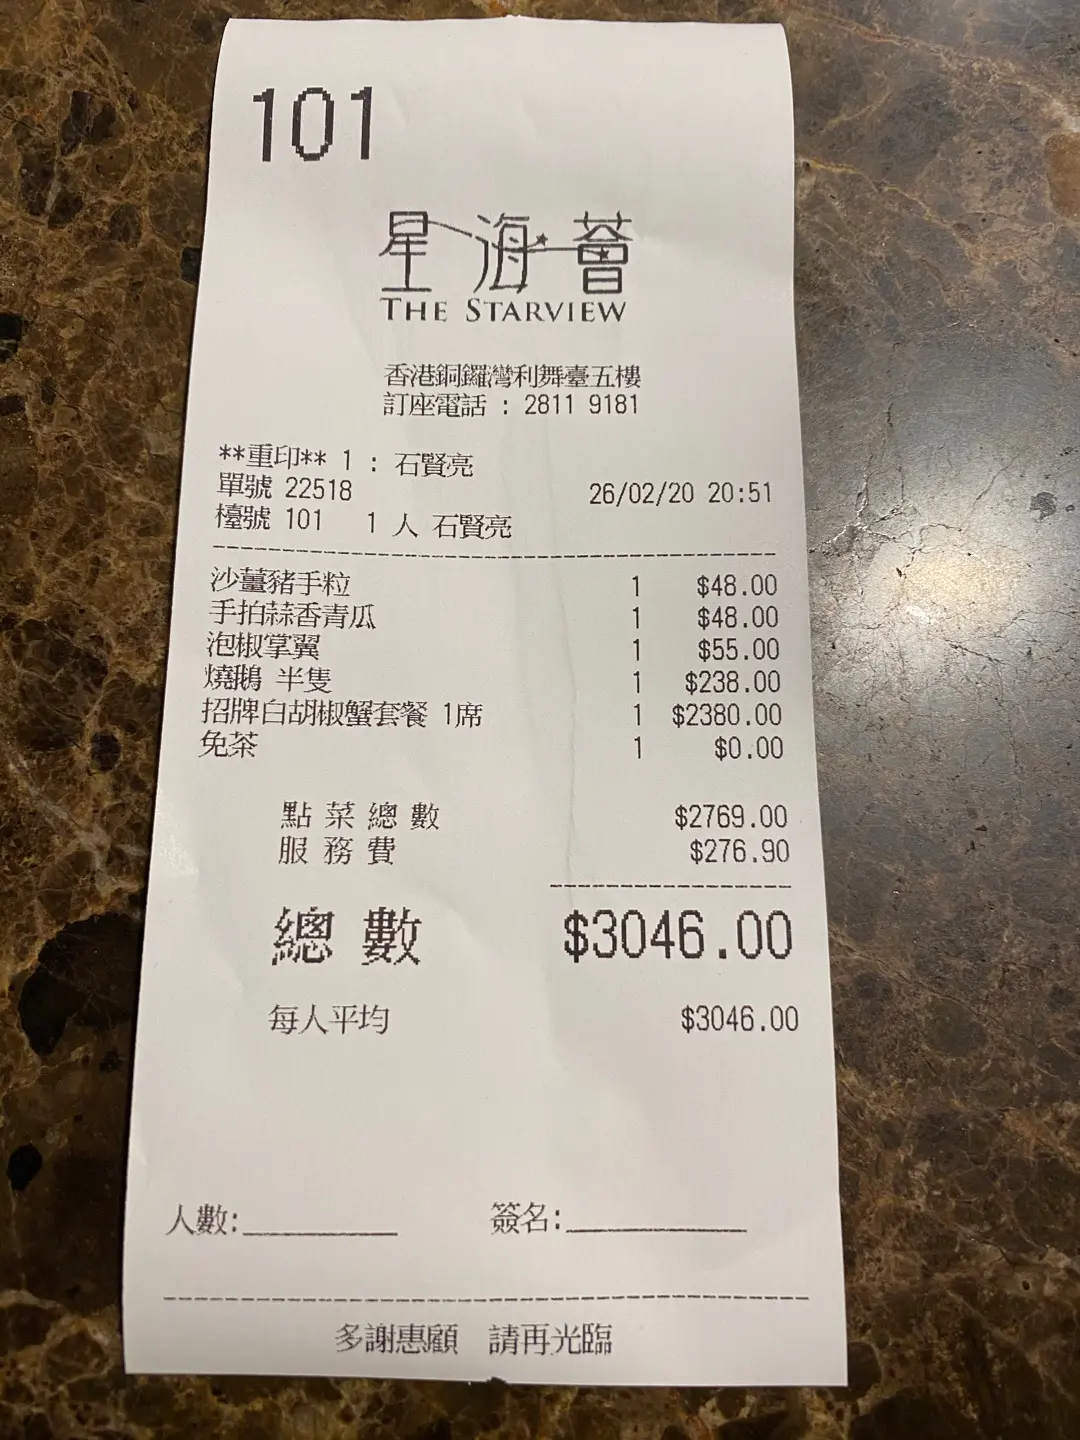 101
星海薈
THE STARVIEW
香港銅鑼灣利舞臺五樓
訂座電話 : 2811 9181
**重印** 1 : 石賢亮
單號 22518 26/02/20 20:51
檯號 101 1 人 石賢亮
沙薑豬手粒 1 $48.00
手拍蒜香青瓜 1 $48.00
泡椒掌翼 1 $55.00
燒鵝 半隻 1 $238.00
招牌白胡椒蟹套餐 1席 1 $2380.00
免茶 1 $0.00
點菜總數 $2769.00
服務費 $276.90
總數 $3046.00
每人平均 $3046.00
人數:__________ 簽名:____________
多謝惠顧 請再光臨